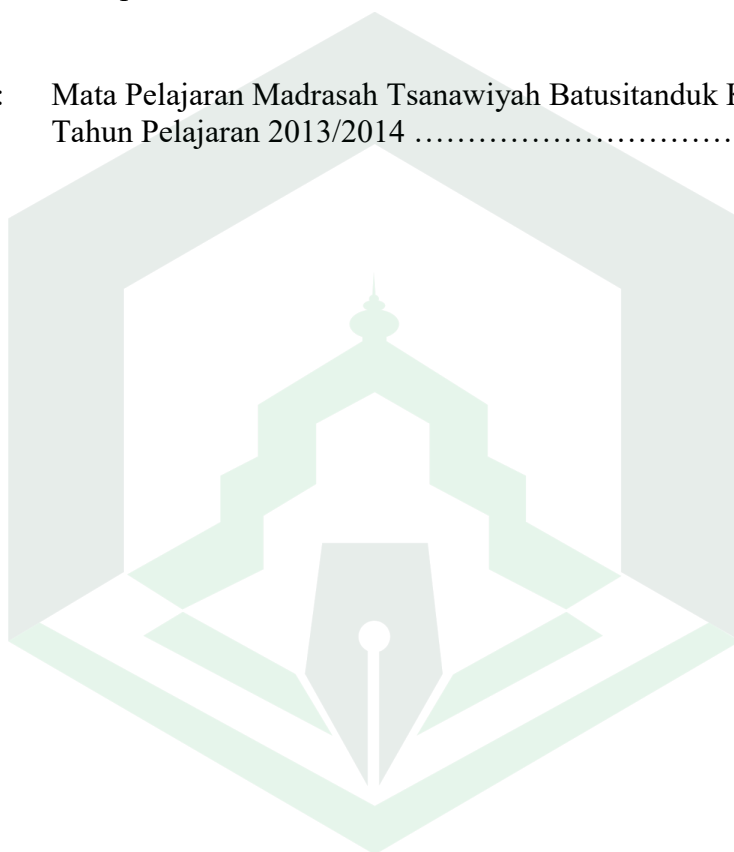 : Mata Pelajaran Madrasah Tsanawiyah Batusitanduk
Tahun Pelajaran 2013/2014 ……………………………